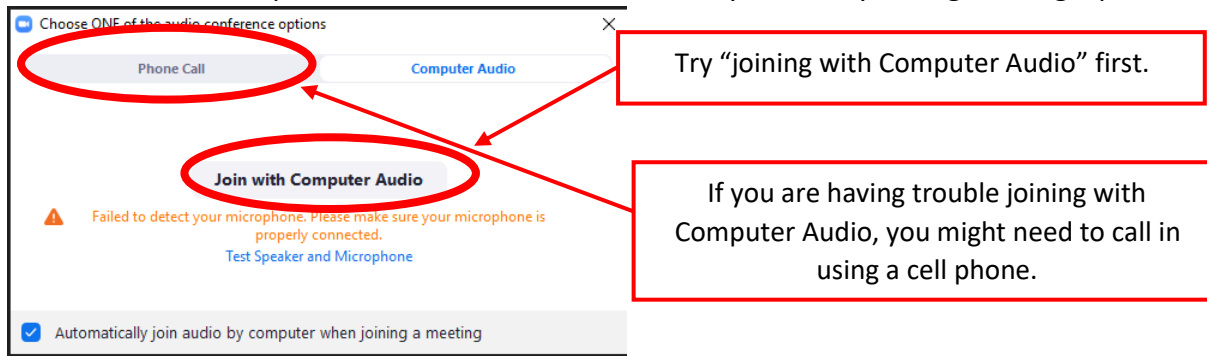 Choose ONE of the audio conference options
Phone Call
Computer Audio
Try “joining with Computer Audio” first.
Join with Computer Audio
Failed to detect your microphone. Please make sure your microphone is
properly connected.
Test Speaker and Microphone
If you are having trouble joining with
Computer Audio, you might need to call in
using a cell phone.
Automatically join audio by computer when joining a meeting